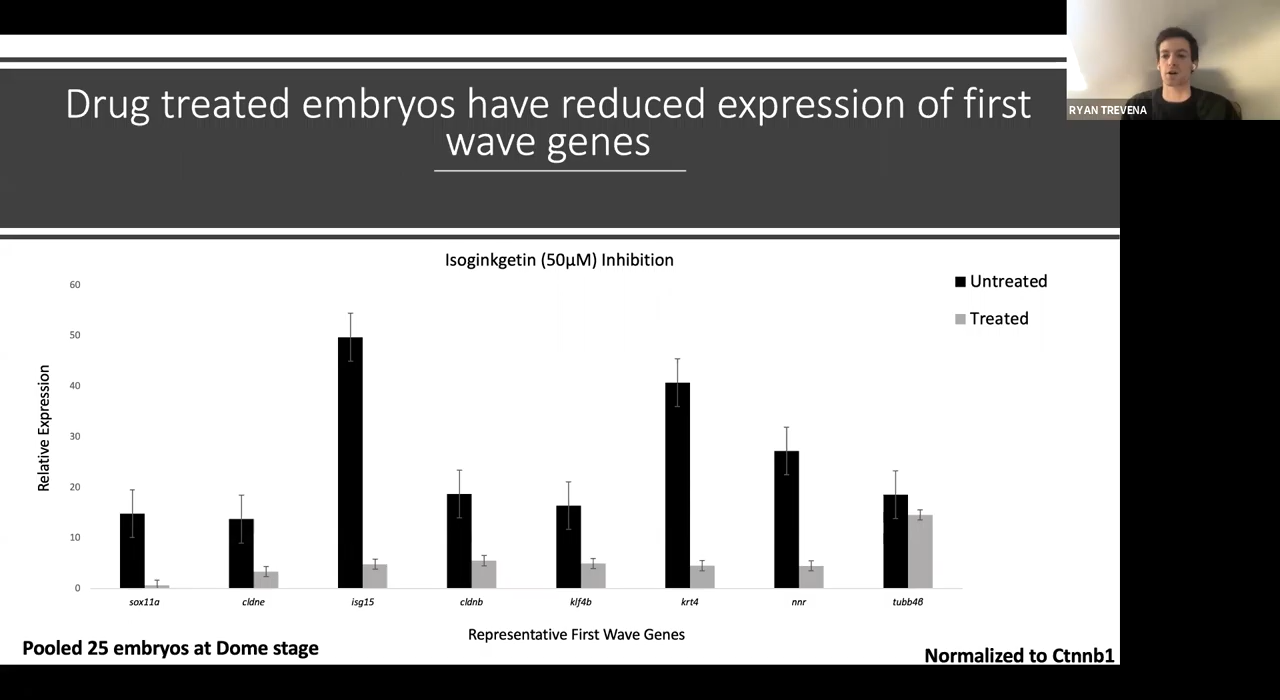 RYAN TREVENA
Drug treated embryos have reduced expression of first
wave genes
Isoginkgetin (50µM) Inhibition
Untreated
Treated
Relative Expression
60
50
40
30
20
10
0
sox11a cldne isg15 cldnb klf4b krt4 nnr tubb4b
Representative First Wave Genes
Pooled 25 embryos at Dome stage
Normalized to Ctnnb1